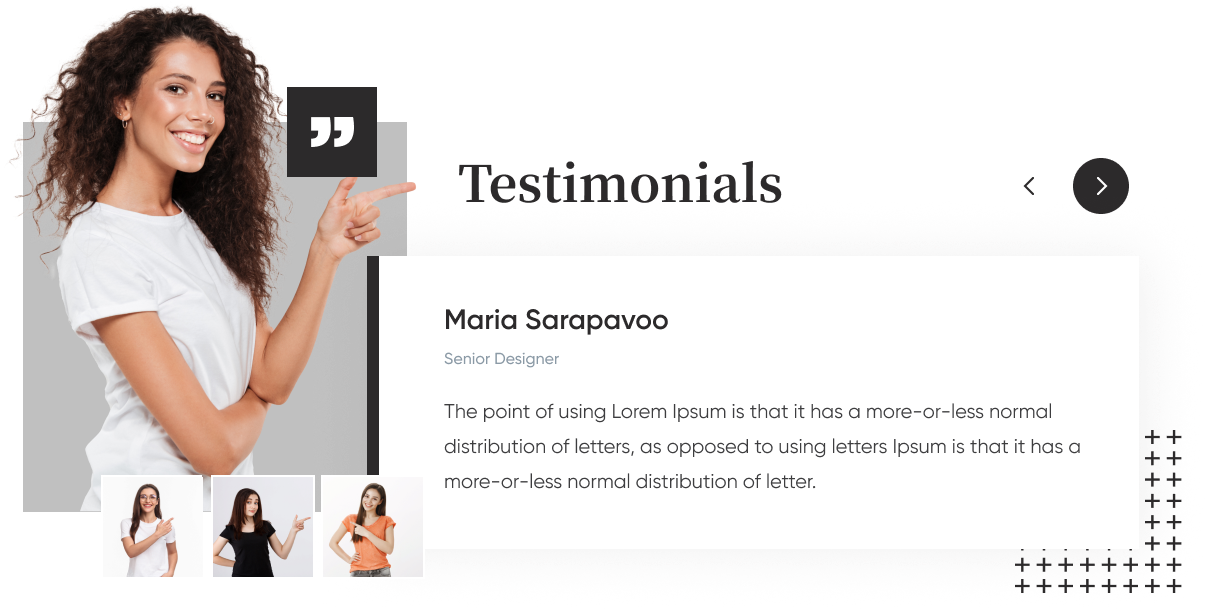 ”
Testimonials
Maria Sarapavoo
Senior Designer
The point of using Lorem Ipsum is that it has a more-or-less normal
distribution of letters, as opposed to using letters Ipsum is that it has a
more-or-less normal distribution of letter.